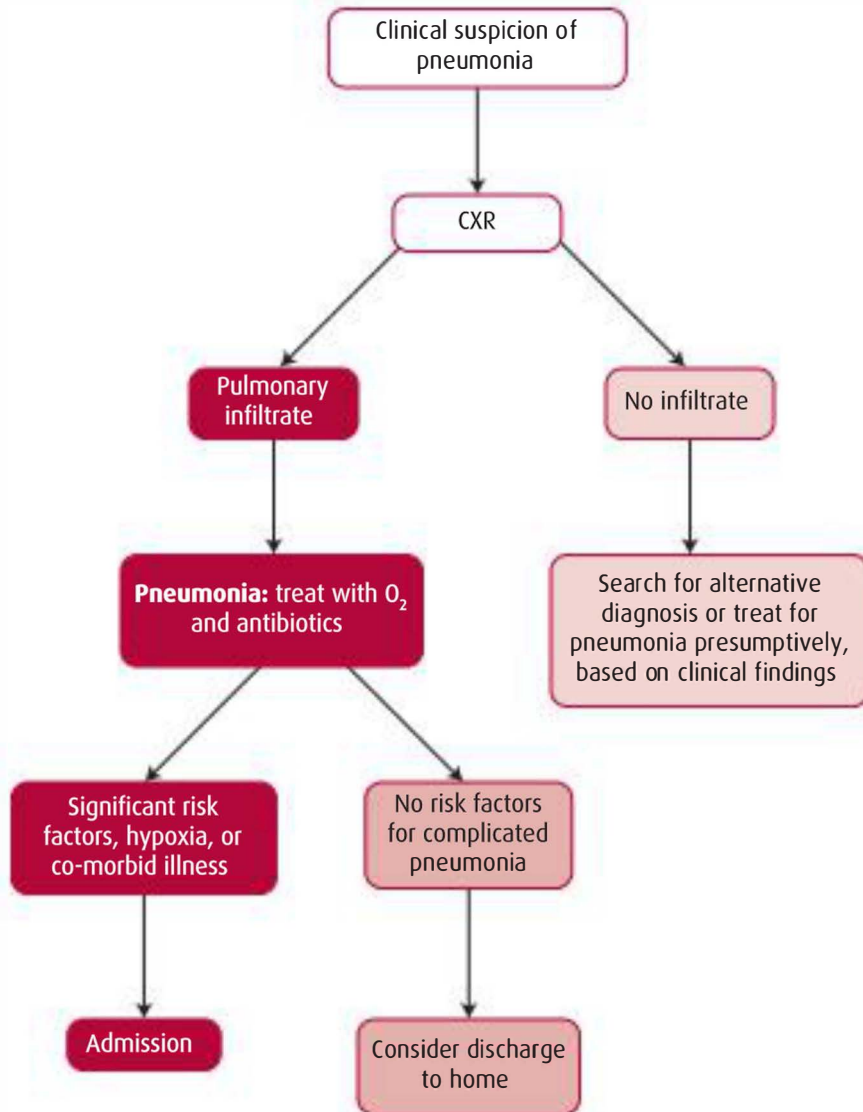 Clinical suspicion of
pneumonia
CXR
Pulmonary
infiltrate
No infiltrate
Pneumonia: treat with O₂
and antibiotics
Search for alternative
diagnosis or treat for
pneumonia presumptively,
based on clinical findings
Significant risk
factors, hypoxia, or
co-morbid illness
No risk factors
for complicated
pneumonia
Admission
Consider discharge
to home